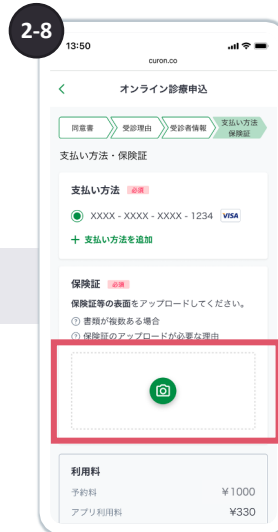 2-8
13:50
curon.co
オンライン診療申込
同意書
受診理由
受診者情報
支払い方法
保険証
支払い方法・保険証
支払い方法 必須
XXXX - XXXX - XXXX - 1234 VISA
+ 支払い方法を追加
保険証 必須
保険証等の表面をアップロードしてください。
? 書類が複数ある場合
? 保険証のアップロードが必要な理由
利用料
予約料 ¥1000
アプリ利用料 ¥330